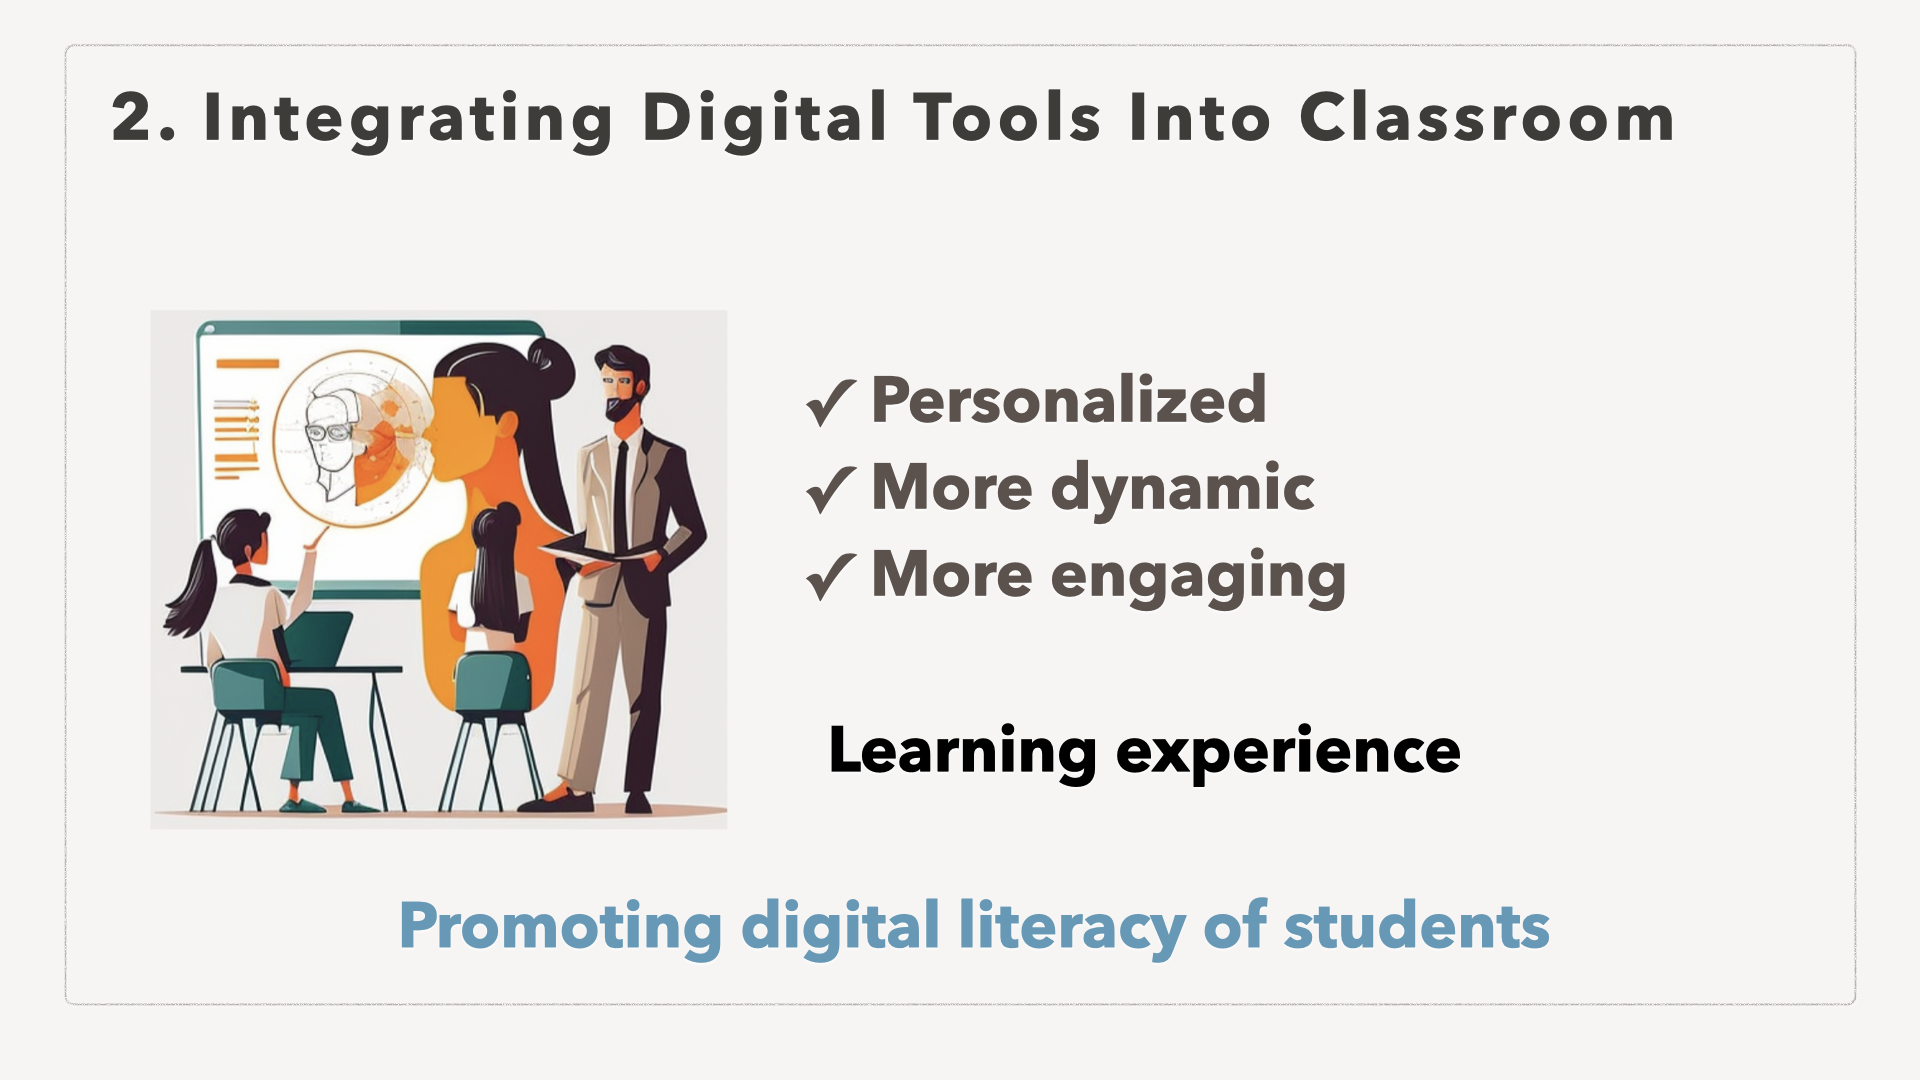 2. Integrating Digital Tools Into Classroom
✓ Personalized
✓ More dynamic
✓ More engaging
Learning experience
Promoting digital literacy of students